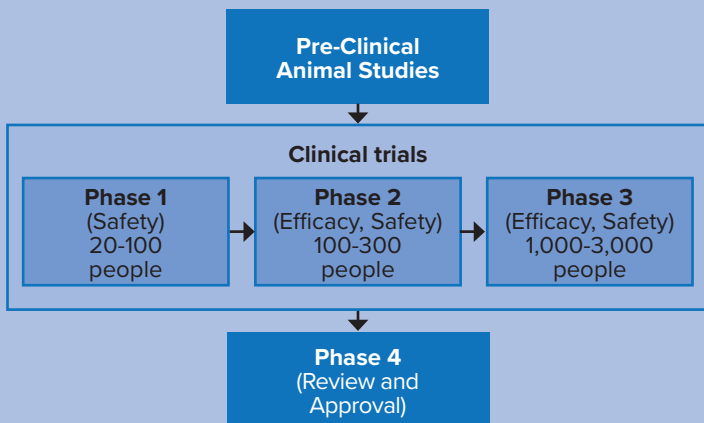 Pre-Clinical
Animal Studies
Clinical trials
Phase 1
(Safety)
20-100
people
Phase 2
(Efficacy, Safety)
100-300
people
Phase 3
(Efficacy, Safety)
1,000-3,000
people
Phase 4
(Review and
Approval)